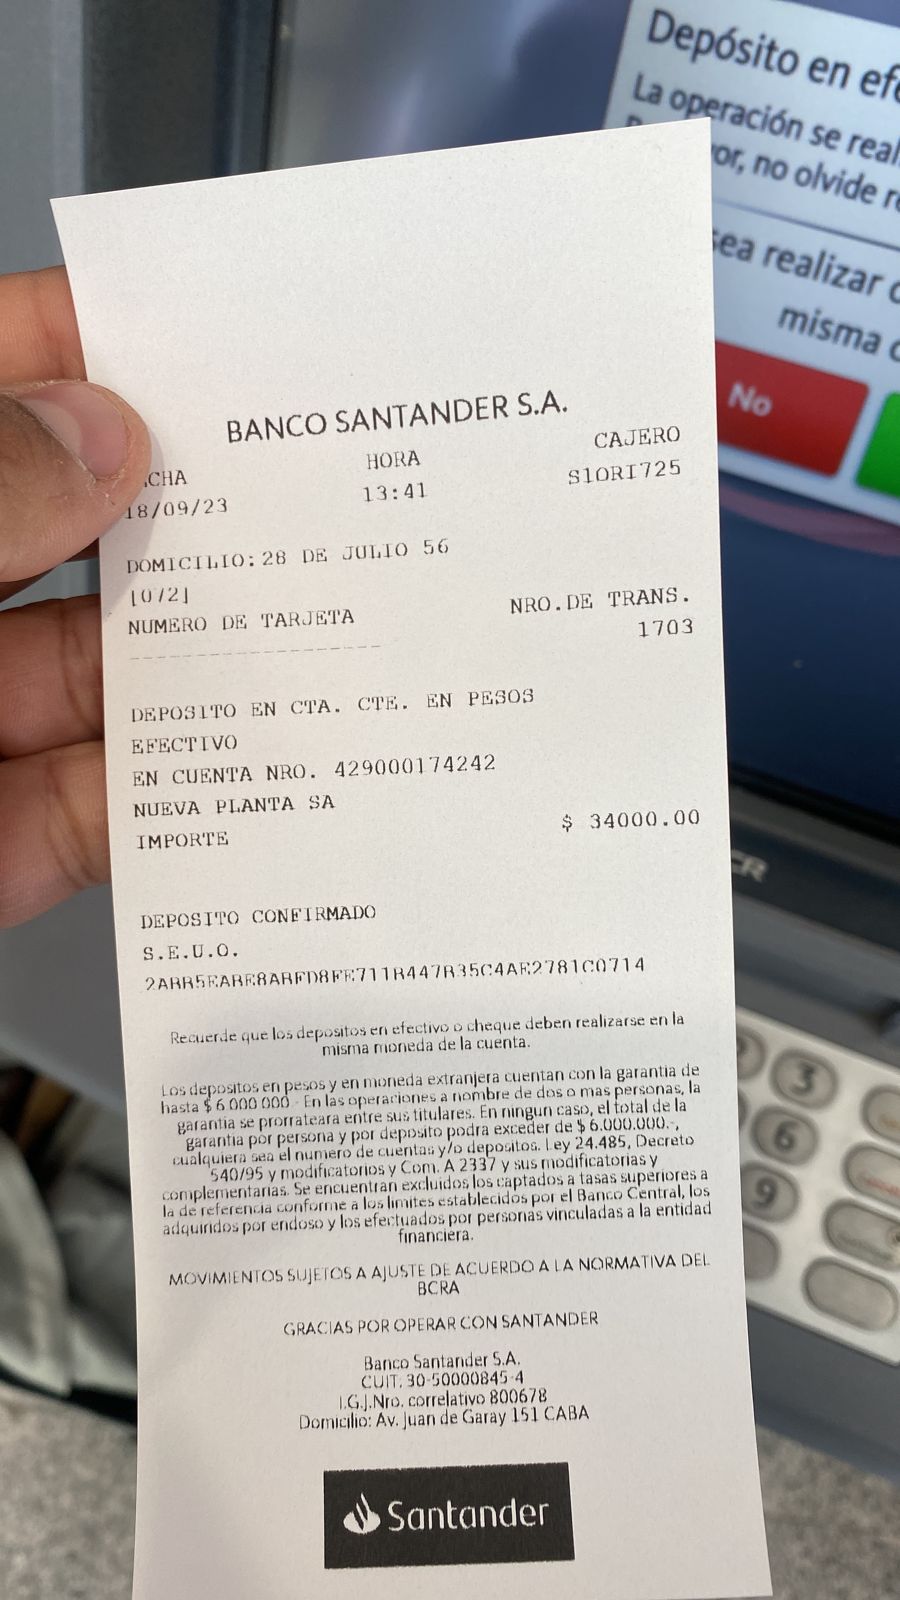 Depósito en efe
La operación se real
or, no olvide re
sea realizar o
misma o
No
BANCO SANTANDER S.A.
CHA HORA CAJERO
18/09/23 13:41 S1ORI725
DOMICILIO:28 DE JULIO 56
[072]
NUMERO DE TARJETA NRO.DE TRANS.
------------------- 1703
DEPOSITO EN CTA. CTE. EN PESOS
EFECTIVO
EN CUENTA NRO. 429000174242
NUEVA PLANTA SA
IMPORTE $ 34000.00
DEPOSITO CONFIRMADO
S.E.U.O.
Recuerde que los depositos en efectivo o cheque deben realizarse en la
misma moneda de la cuenta.
Los depositos en pesos y en moneda extranjera cuentan con la garantia de
hasta $ 6.000.000 - En las operaciones a nombre de dos o mas personas, la
garantia se prorrateara entre sus titulares. En ningun caso, el total de la
garantia por persona y por deposito podra exceder de $ 6.000.000.-,
cualquiera sea el numero de cuentas y/o depositos. Ley 24.485, Decreto
540/95 y modificatorios y Com. A 2337 y sus modificatorias y
complementarias. Se encuentran excluidos los captados a tasas superiores a
la de referencia conforme a los limites establecidos por el Banco Central, los
adquiridos por endoso y los efectuados por personas vinculadas a la entidad
financiera.
MOVIMIENTOS SUJETOS A AJUSTE DE ACUERDO A LA NORMATIVA DEL
BCRA
GRACIAS POR OPERAR CON SANTANDER
Banco Santander S.A.
CUIT. 30-50000845-4
I.G.J.Nro. correlativo 800678
Domicilio: Av. Juan de Garay 151 CABA
Santander
CR
3
6
9